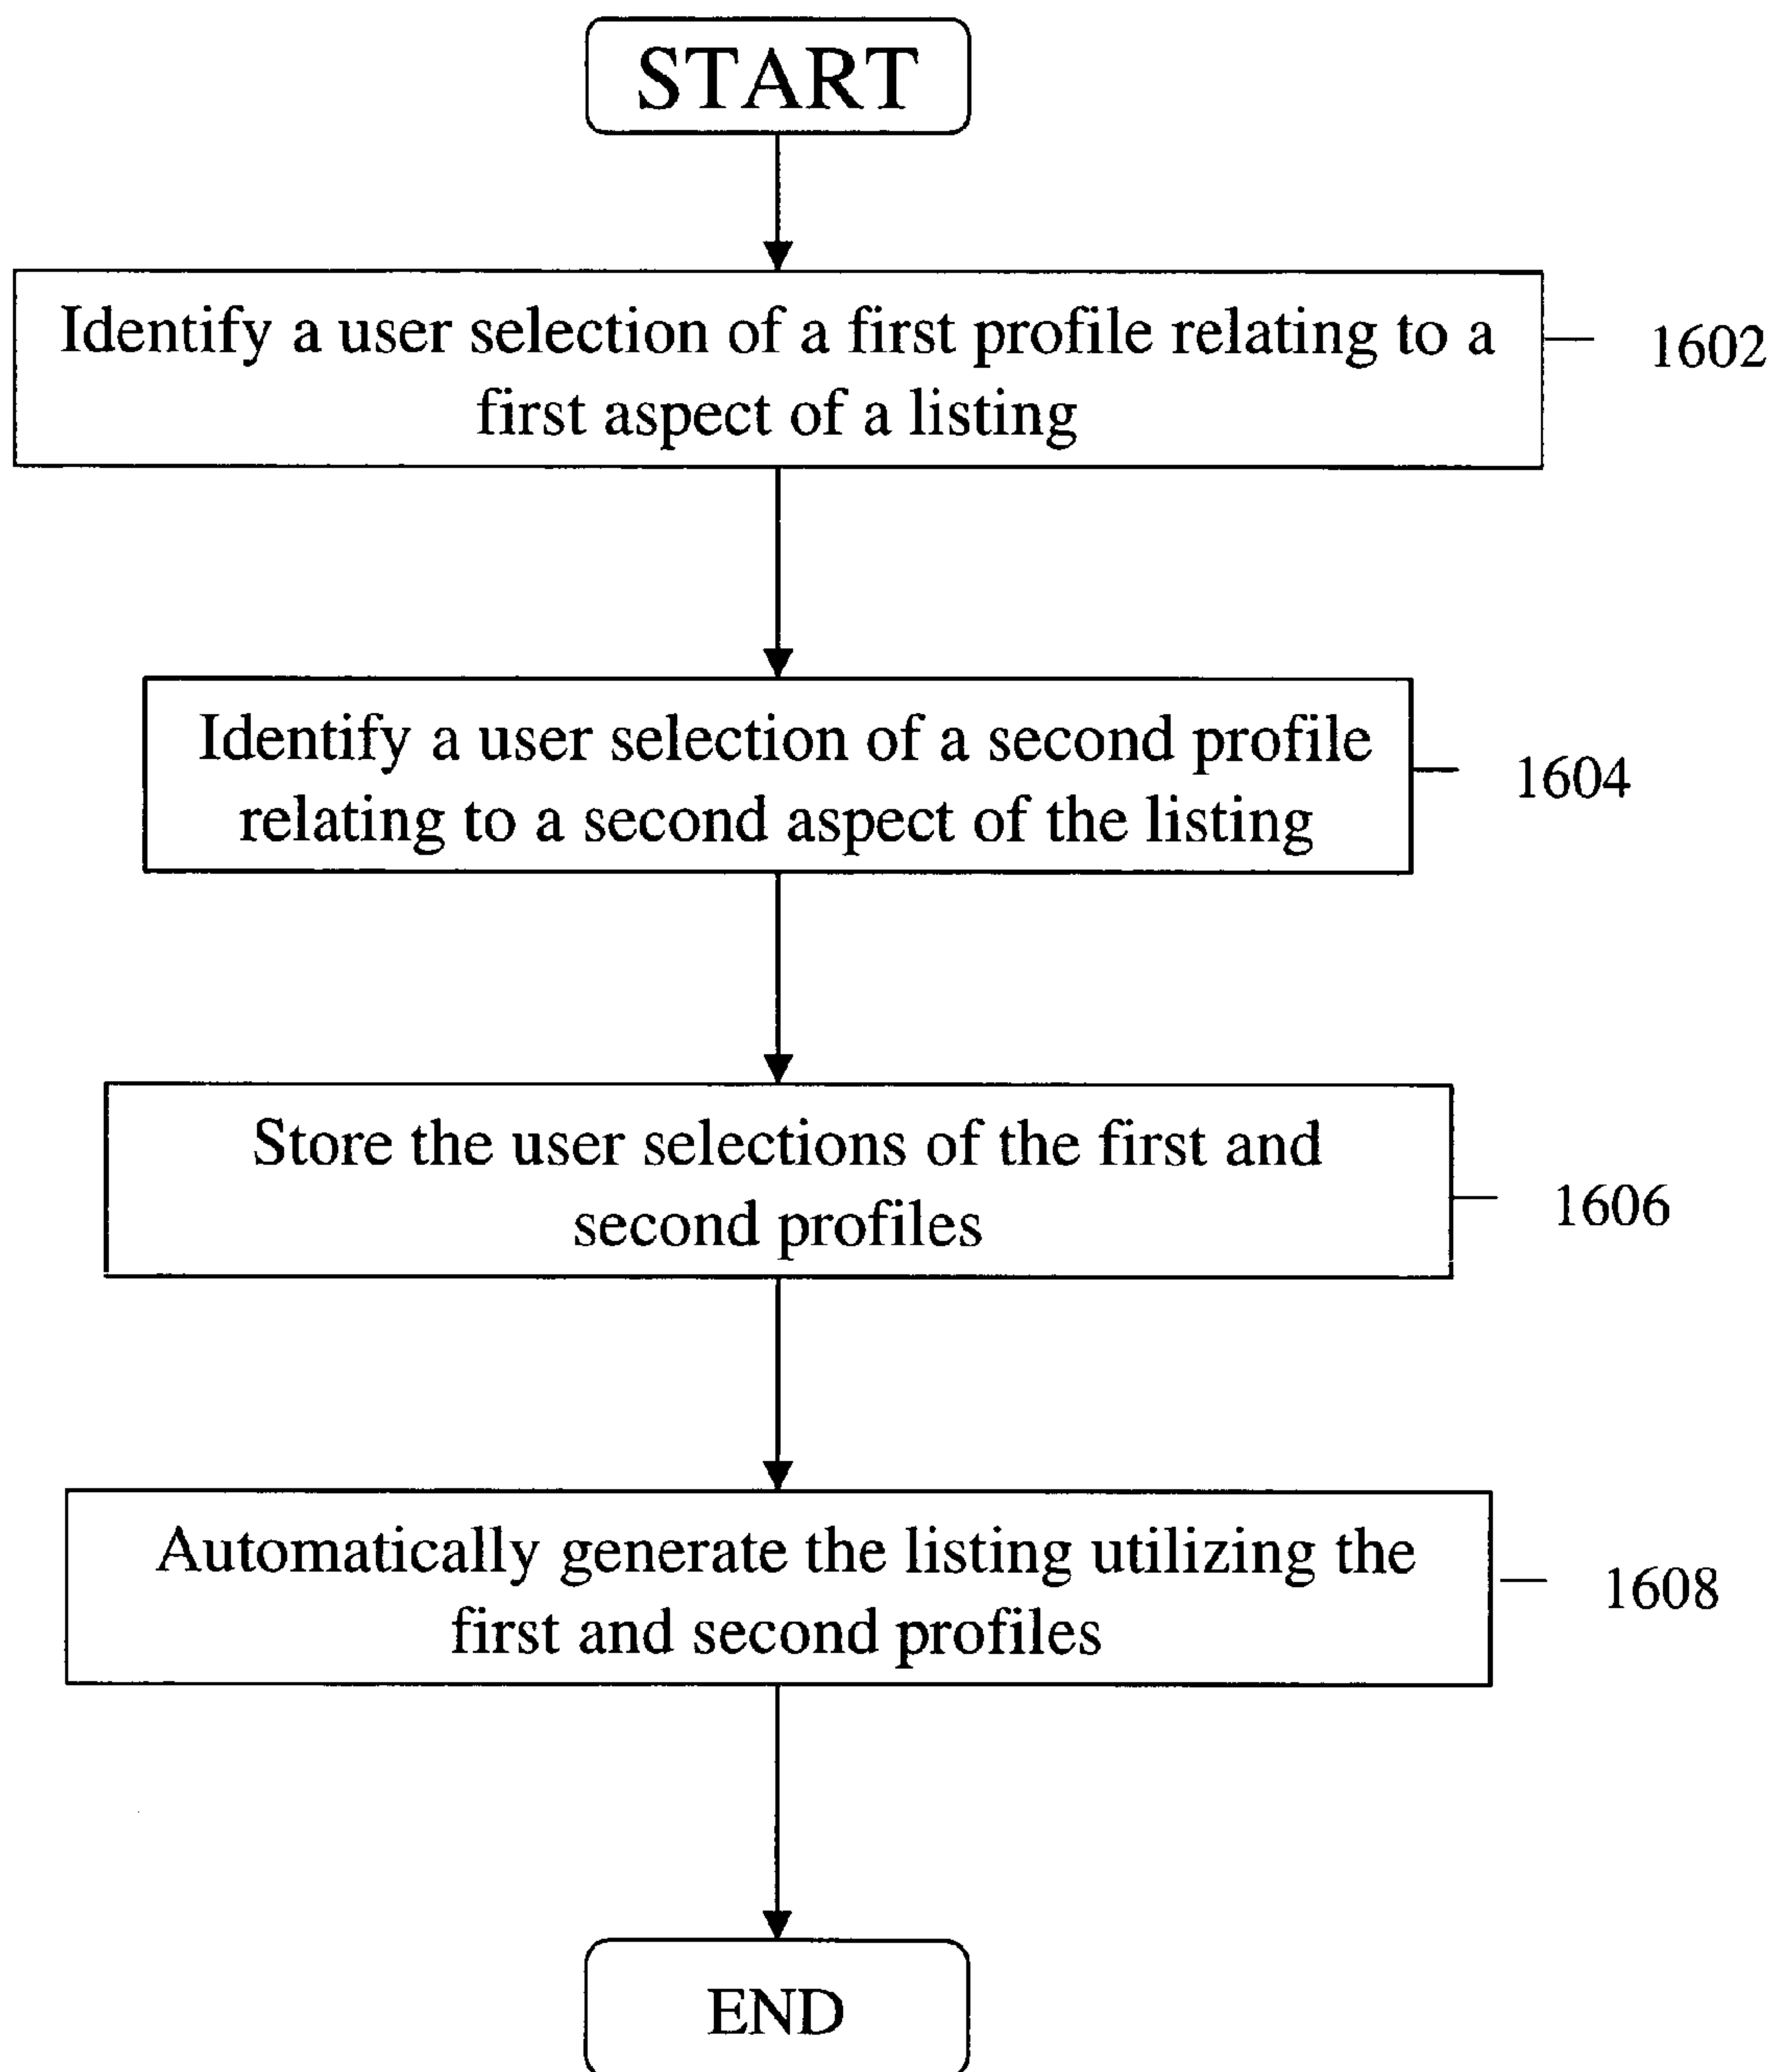 START
Identify a user selection of a first profile relating to a
first aspect of a listing
1602
Identify a user selection of a second profile
relating to a second aspect of the listing
1604
Store the user selections of the first and
second profiles
1606
Automatically generate the listing utilizing the
first and second profiles
1608
END